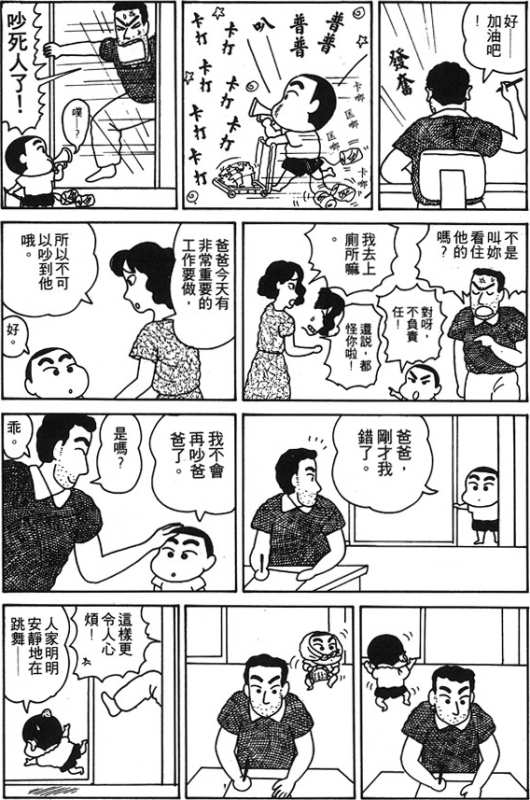 好—加油吧
！
發奮
普普
普普
叭
卡啷
匡啷
匡啷
卡啷
卡打
卡打
卡打
卡打
卡打
卡打
卡打
噗—？
吵死人了！
不是
叫妳
看住
他的
嗎？
對呀，
不負責
任！
我去上
廁所嘛
。
還說，都
怪你啦！
爸爸今天有
非常重要的
工作要做，
所以不可
以吵到他
哦。
好。
爸爸，
剛才我
錯了。
我不會
再吵爸
爸了。
是嗎？
乖。
這樣更
令人心
煩！
人家明明
安靜地在
跳舞—